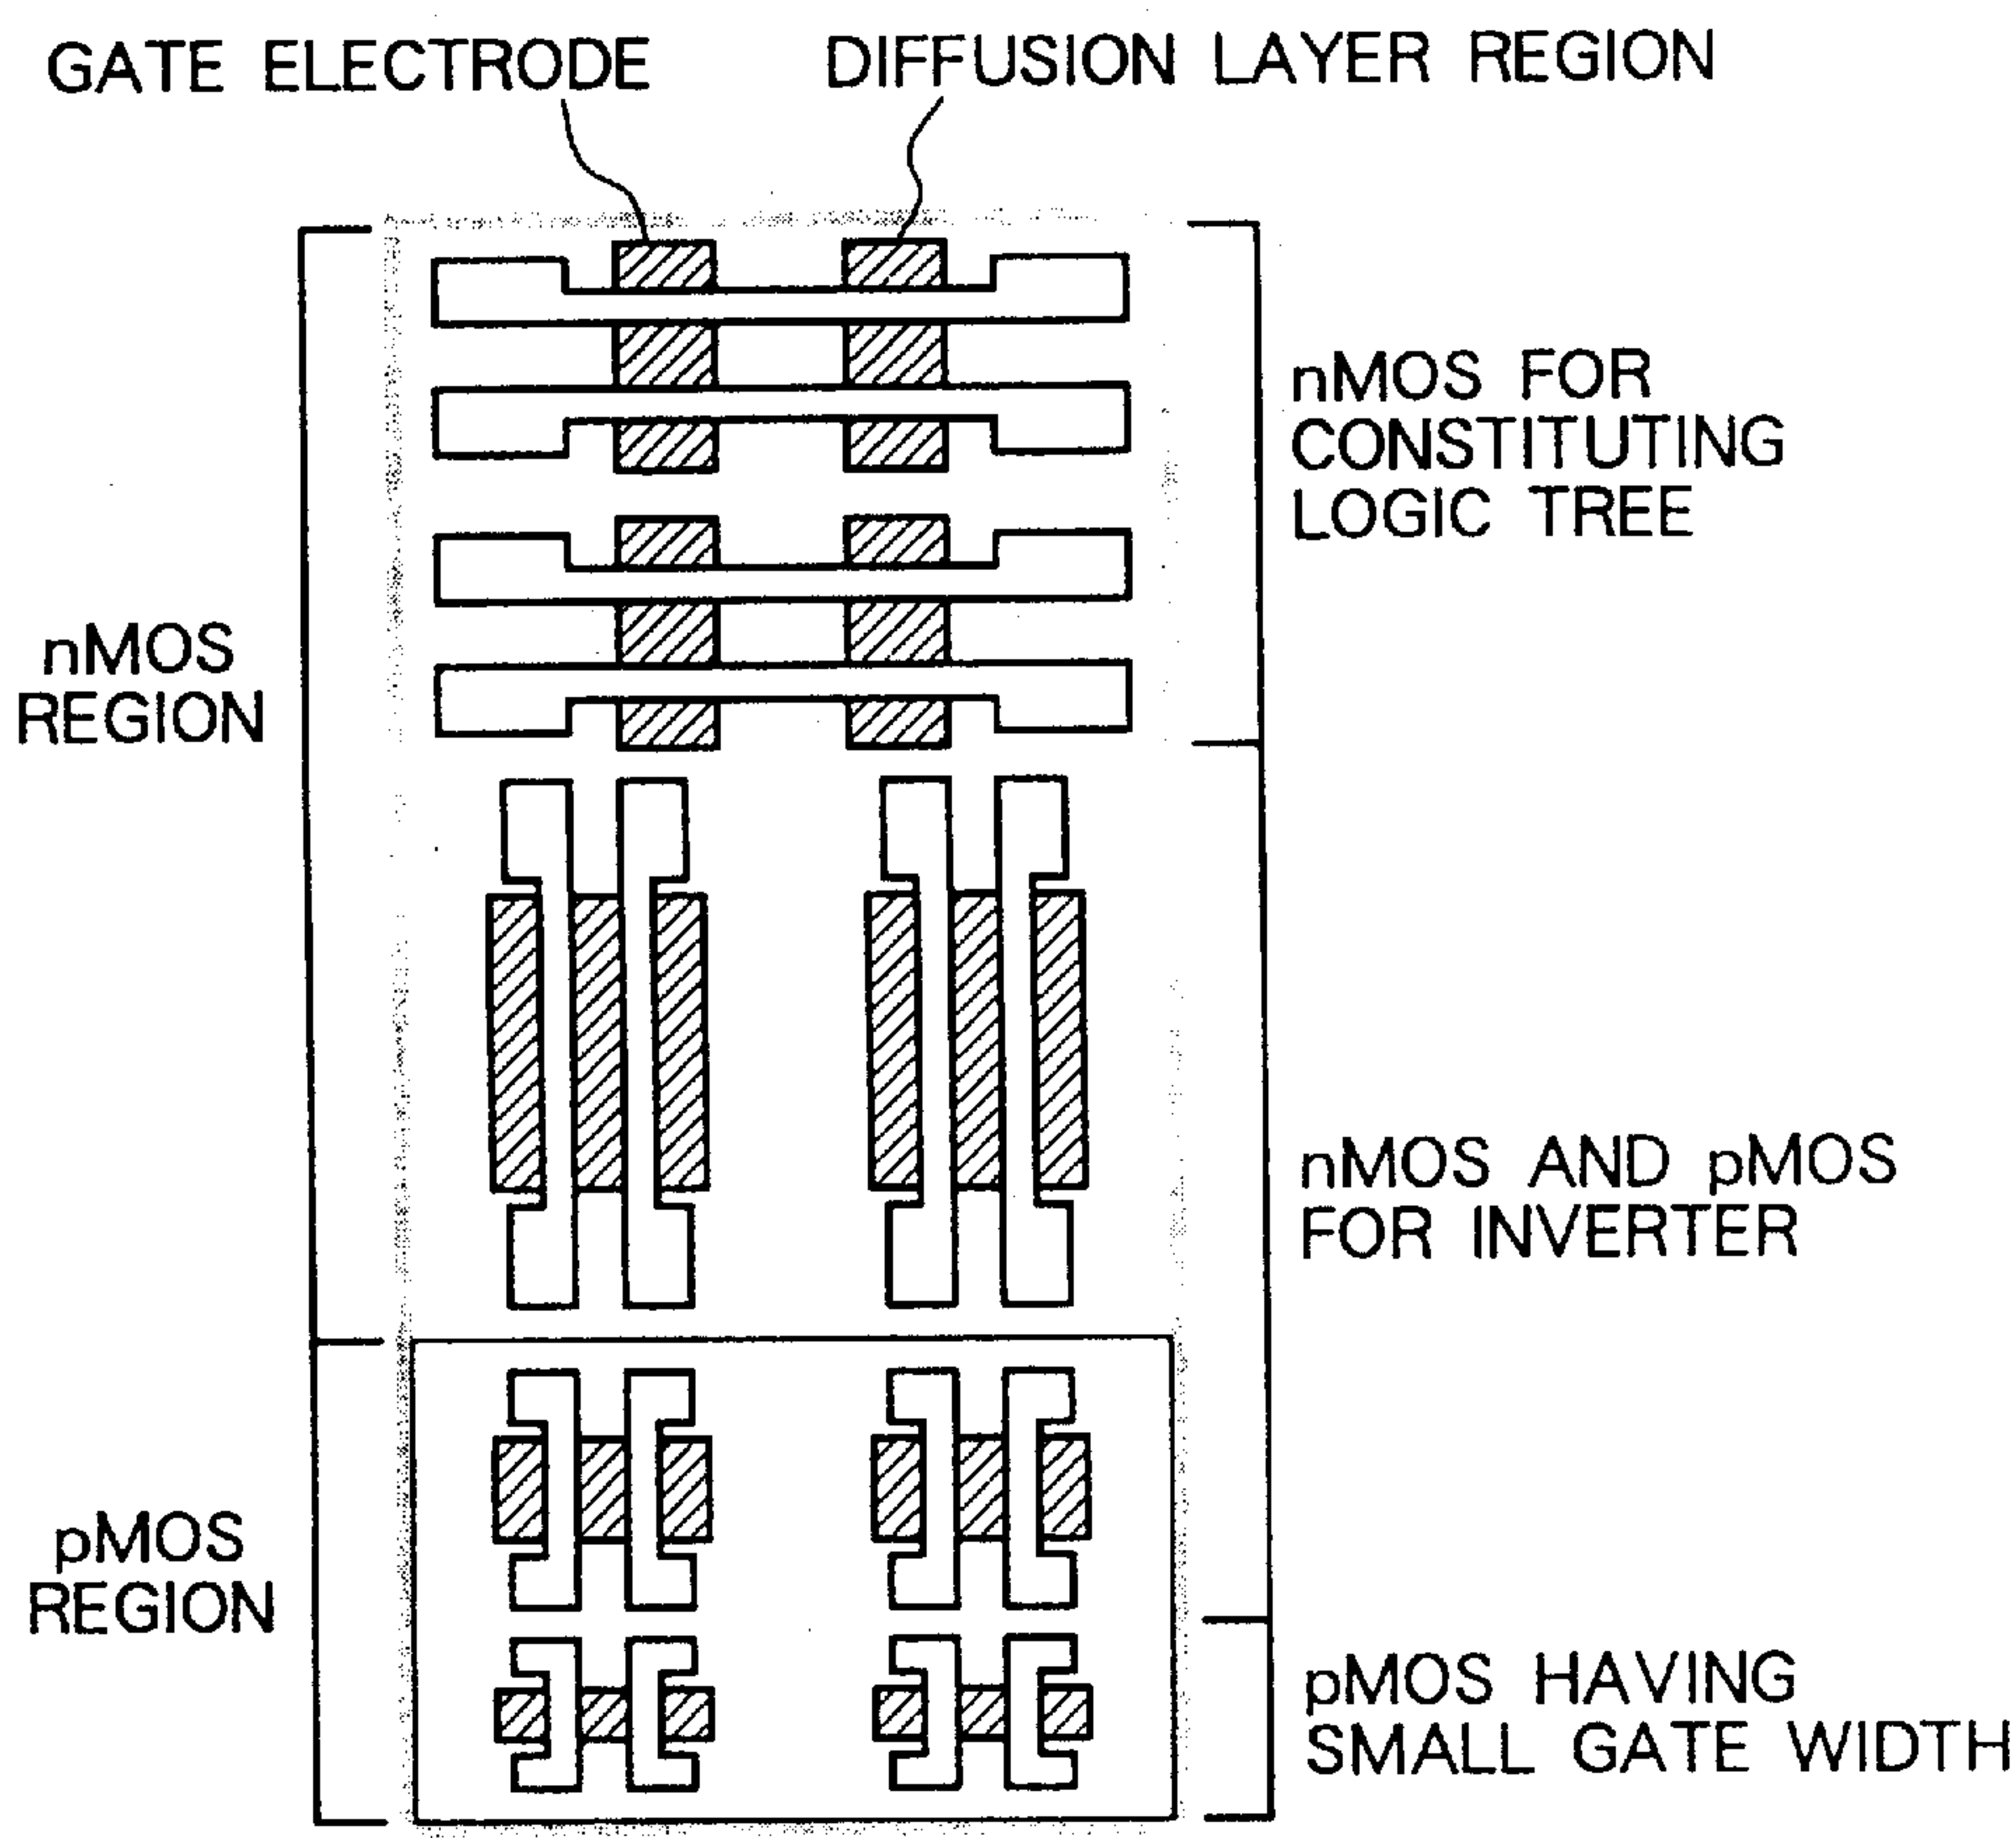 GATE ELECTRODE
DIFFUSION LAYER REGION
nMOS FOR
CONSTITUTING
LOGIC TREE
nMOS
REGION
nMOS AND pMOS
FOR INVERTER
pMOS
REGION
pMOS HAVING
SMALL GATE WIDTH